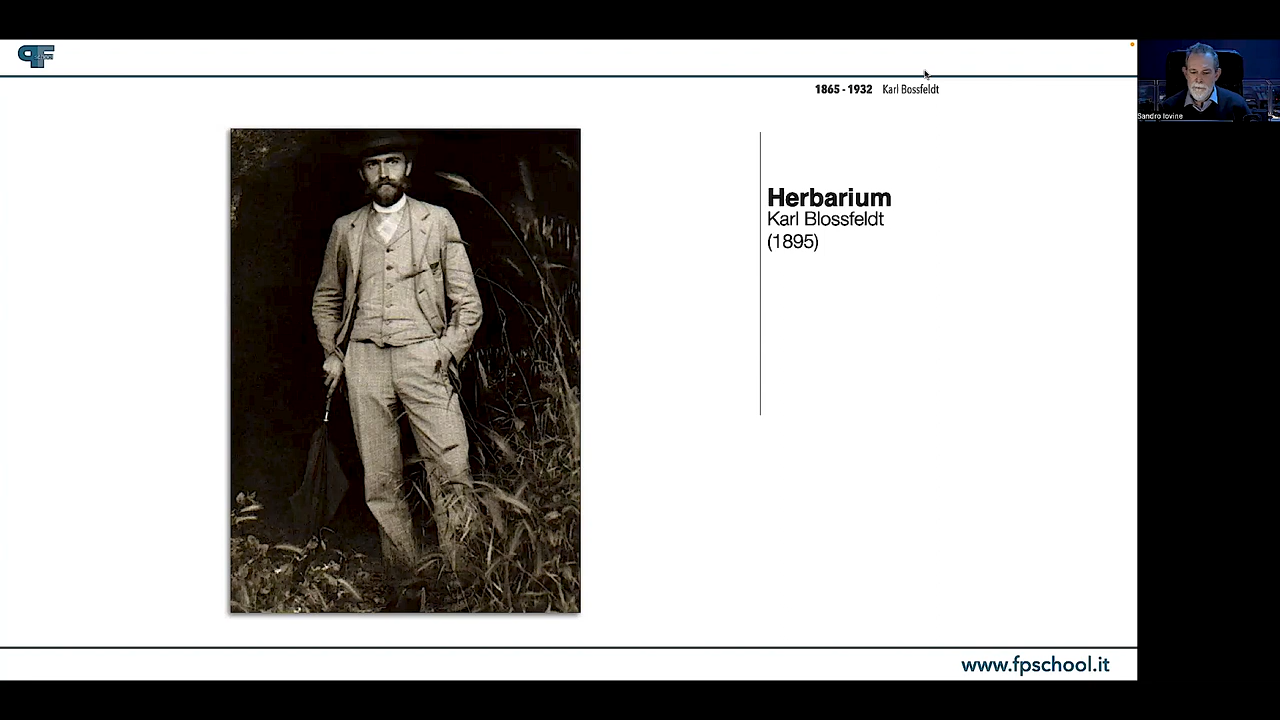 1865 - 1932 Karl Bossfeldt
Sandro Iovine
Herbarium
Karl Blossfeldt
(1895)
www.fpschool.it